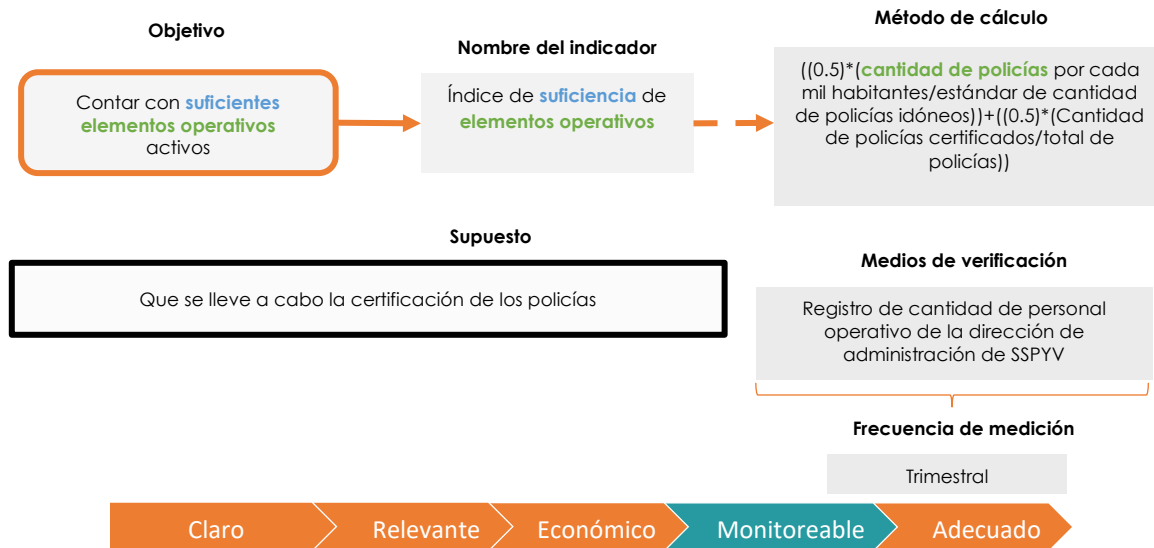 Objetivo
Contar con suficientes
elementos operativos
activos
Nombre del indicador
Índice de suficiencia de
elementos operativos
Método de cálculo
((0.5)*(cantidad de policías por cada
mil habitantes/estándar de cantidad
de policías idóneos))+((0.5)*(Cantidad
de policías certificados/total de
policías))
Supuesto
Que se lleve a cabo la certificación de los policías
Medios de verificación
Registro de cantidad de personal
operativo de la dirección de
administración de SSPYV
Frecuencia de medición
Trimestral
Claro
Relevante
Económico
Monitoreable
Adecuado